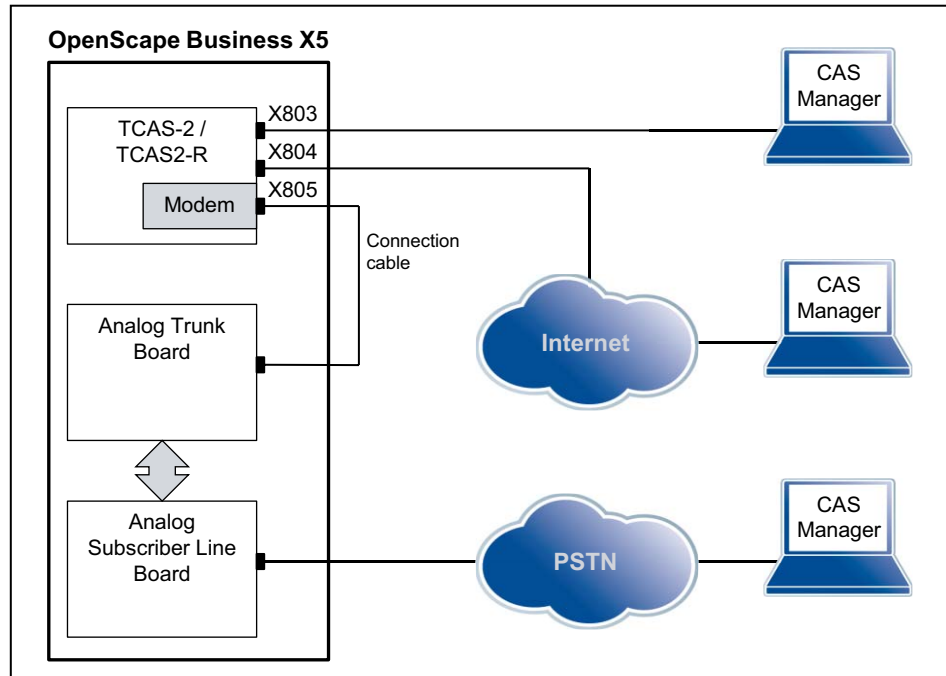 OpenScape Business X5
TCAS-2 /
TCAS2-R
X803
X804
X805
Modem
Connection
cable
CAS
Manager
Analog Trunk
Board
Internet
CAS
Manager
Analog
Subscriber Line
Board
PSTN
CAS
Manager